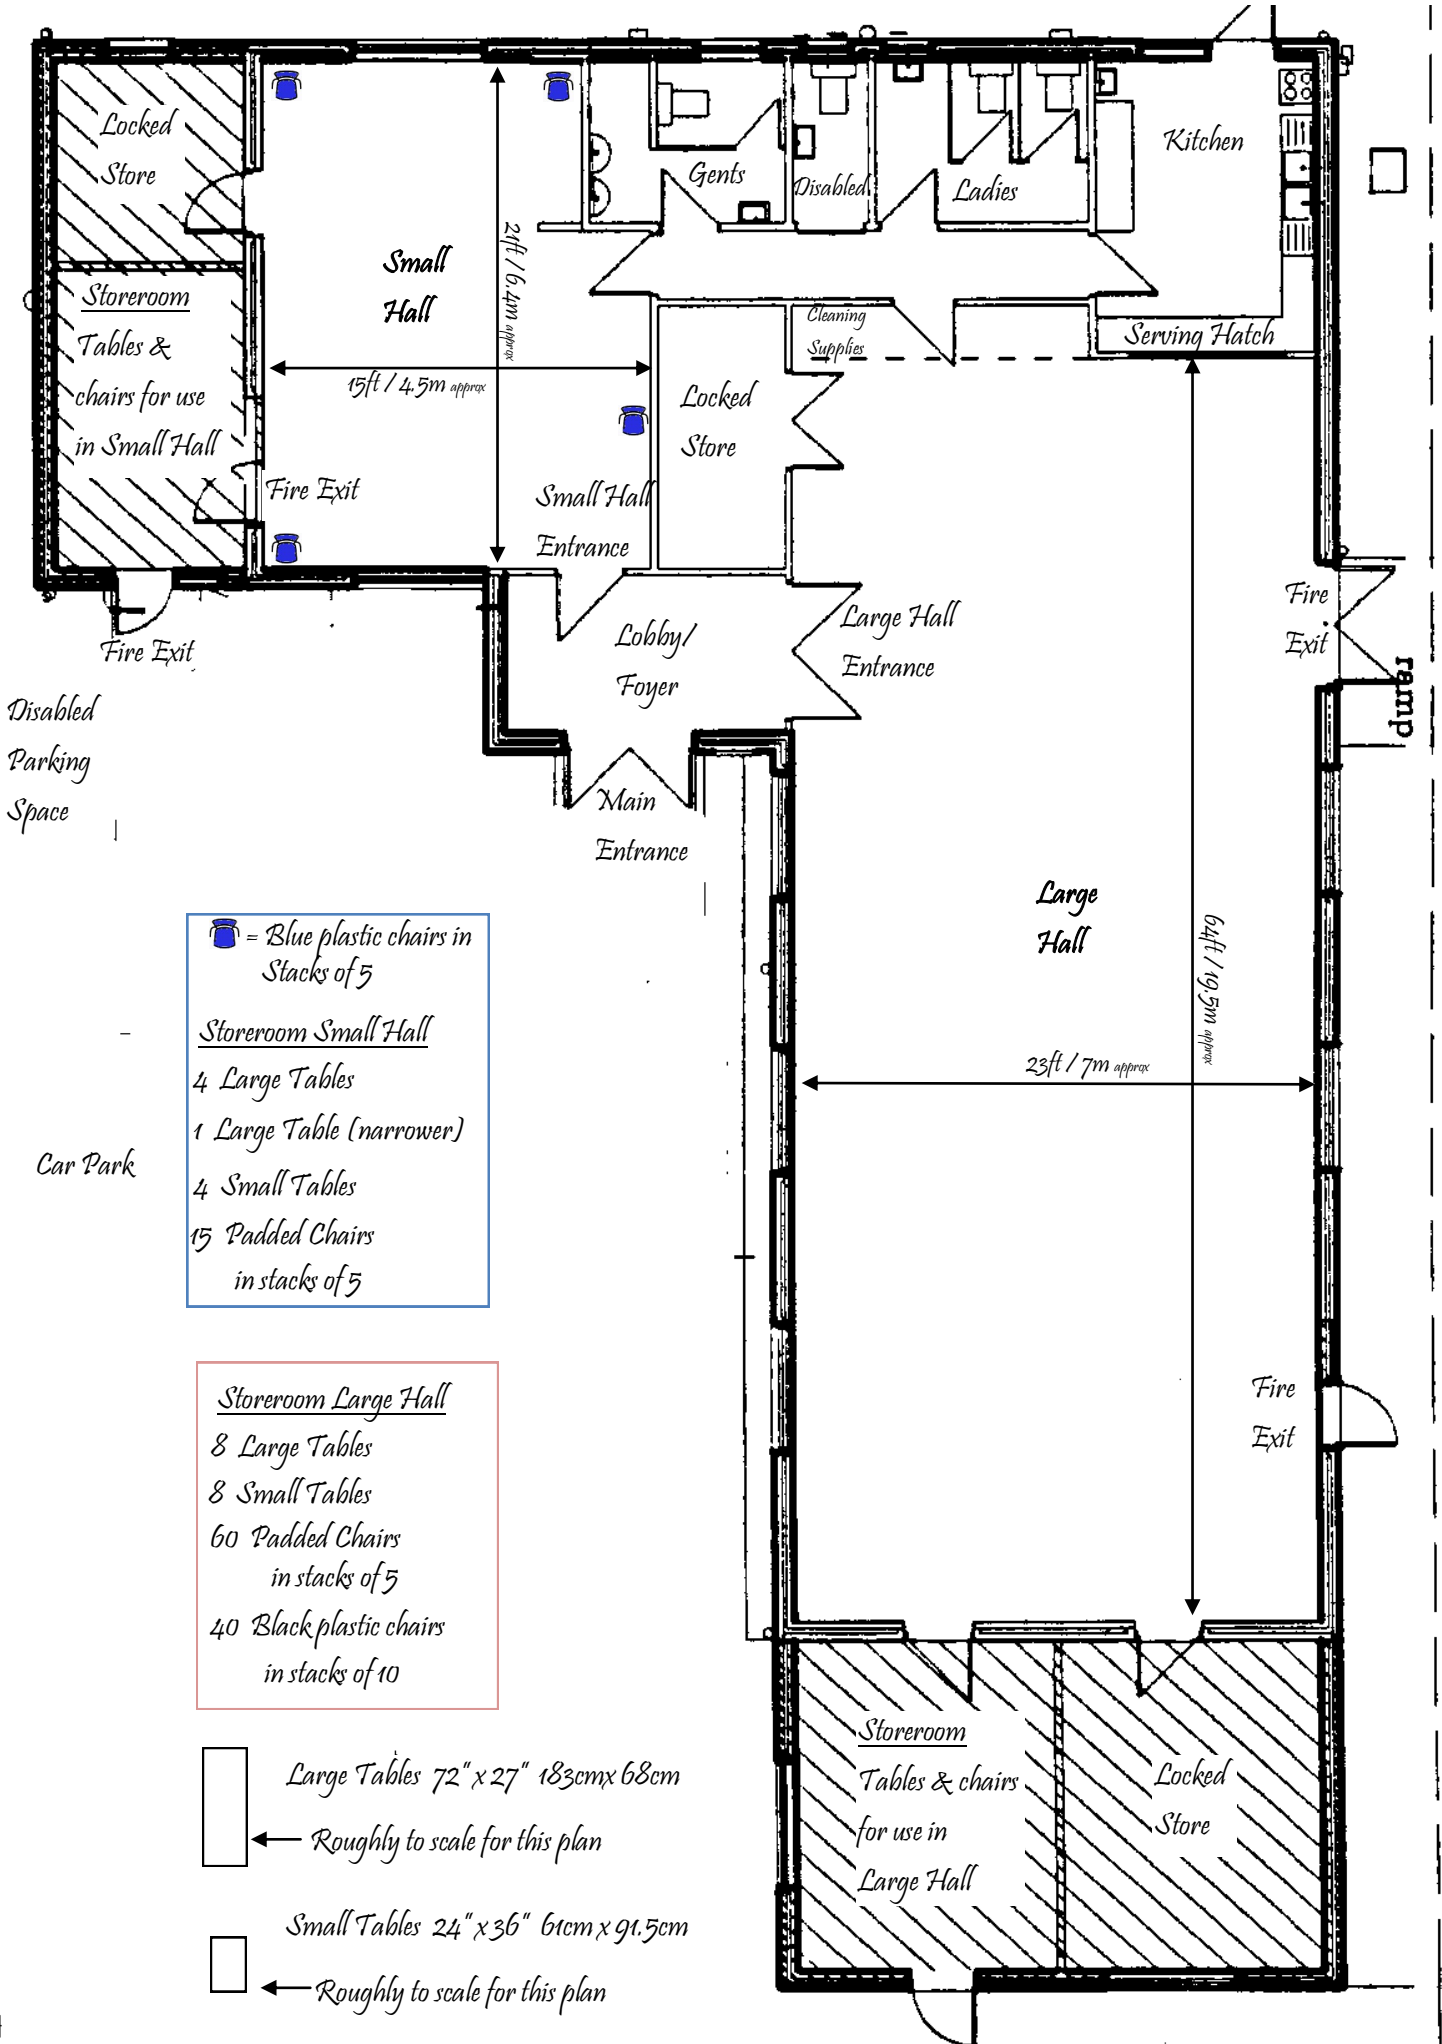 Locked
Store
Storeroom
Tables &
chairs for use
in Small Hall
Fire Exit
Fire Exit
Small
Hall
21ft / 6.4m approx
15ft / 4.5m approx
Small Hall
Entrance
Gents
Disabled
Ladies
Kitchen
Cleaning
Supplies
Serving Hatch
Locked
Store
Lobby/
Foyer
Large Hall
Entrance
Fire
Exit
ramp
Main
Entrance
Disabled
Parking
Space
Car Park
Large
Hall
64ft / 19.5m approx
23ft / 7m approx
Fire
Exit
= Blue plastic chairs in
Stacks of 5
Storeroom Small Hall
4 Large Tables
1 Large Table (narrower)
4 Small Tables
15 Padded Chairs
in stacks of 5
Storeroom Large Hall
8 Large Tables
8 Small Tables
60 Padded Chairs
in stacks of 5
40 Black plastic chairs
in stacks of 10
Large Tables 72" x 27" 183cmx 68cm
Roughly to scale for this plan
Small Tables 24" x 36" 61cm x 91.5cm
Roughly to scale for this plan
Storeroom
Tables & chairs
for use in
Large Hall
Locked
Store